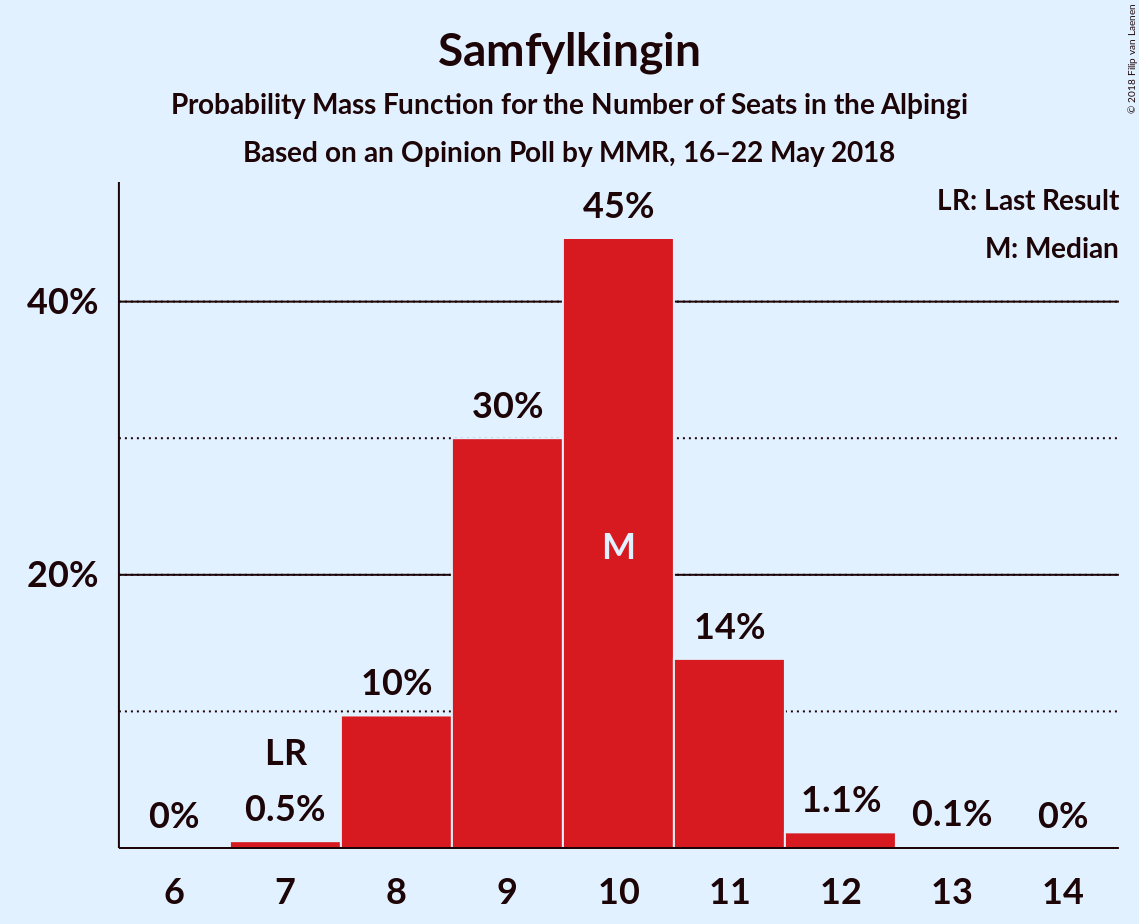 Samfylkingin
Probability Mass Function for the Number of Seats in the Alþingi
Based on an Opinion Poll by MMR, 16–22 May 2018
© 2018 Filip van Laenen
LR: Last Result
M: Median
45%
40%
30%
M
20%
14%
10%
LR
0% 0.5% 1.1% 0.1% 0%
6 7 8 9 10 11 12 13 14